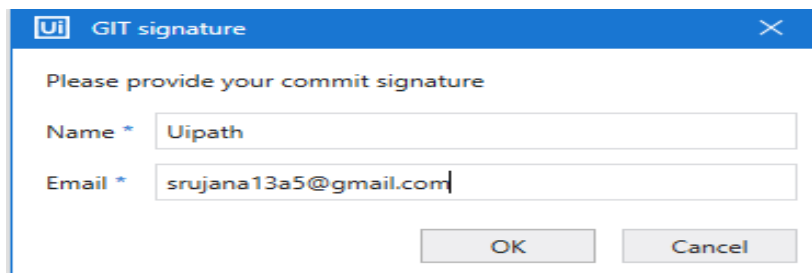 Ui GIT signature
Please provide your commit signature
Name * Uipath
Email * srujana13a5@gmail.com
OK Cancel